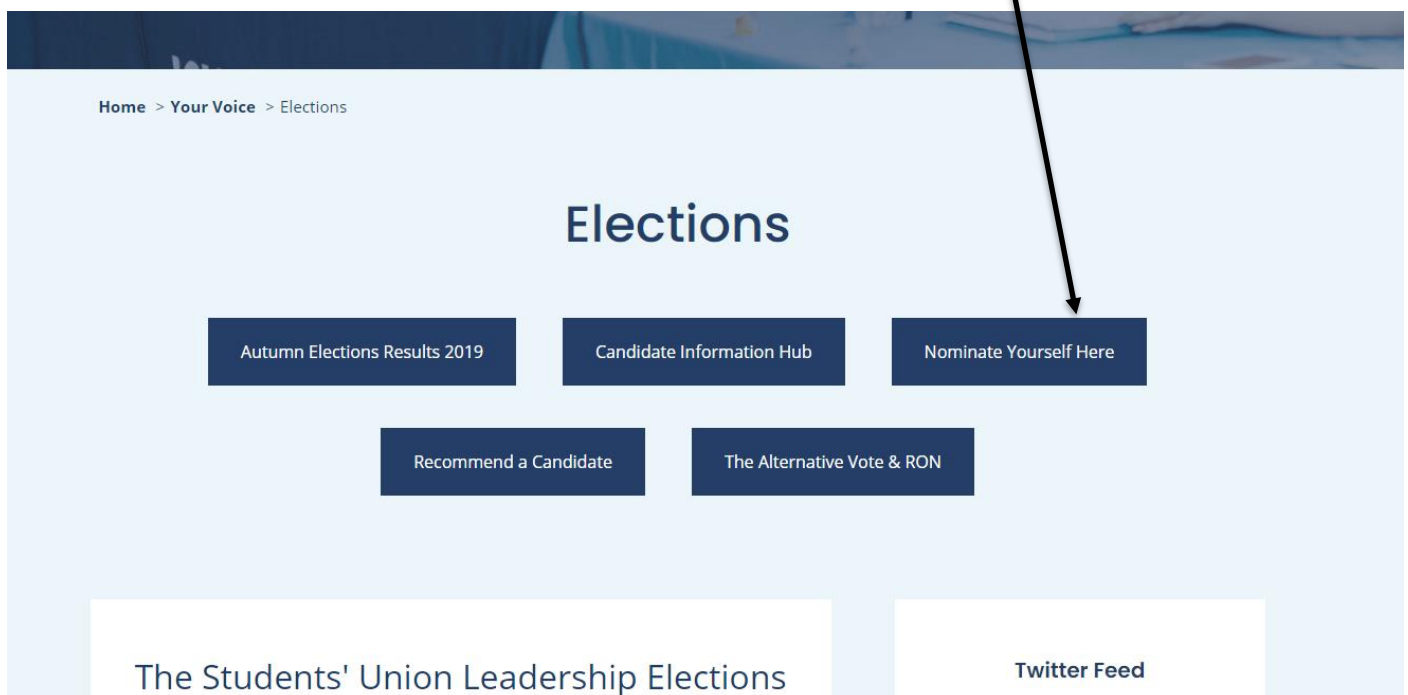 Home > Your Voice > Elections
Elections
Autumn Elections Results 2019
Candidate Information Hub
Nominate Yourself Here
Recommend a Candidate
The Alternative Vote & RON
The Students' Union Leadership Elections
Twitter Feed